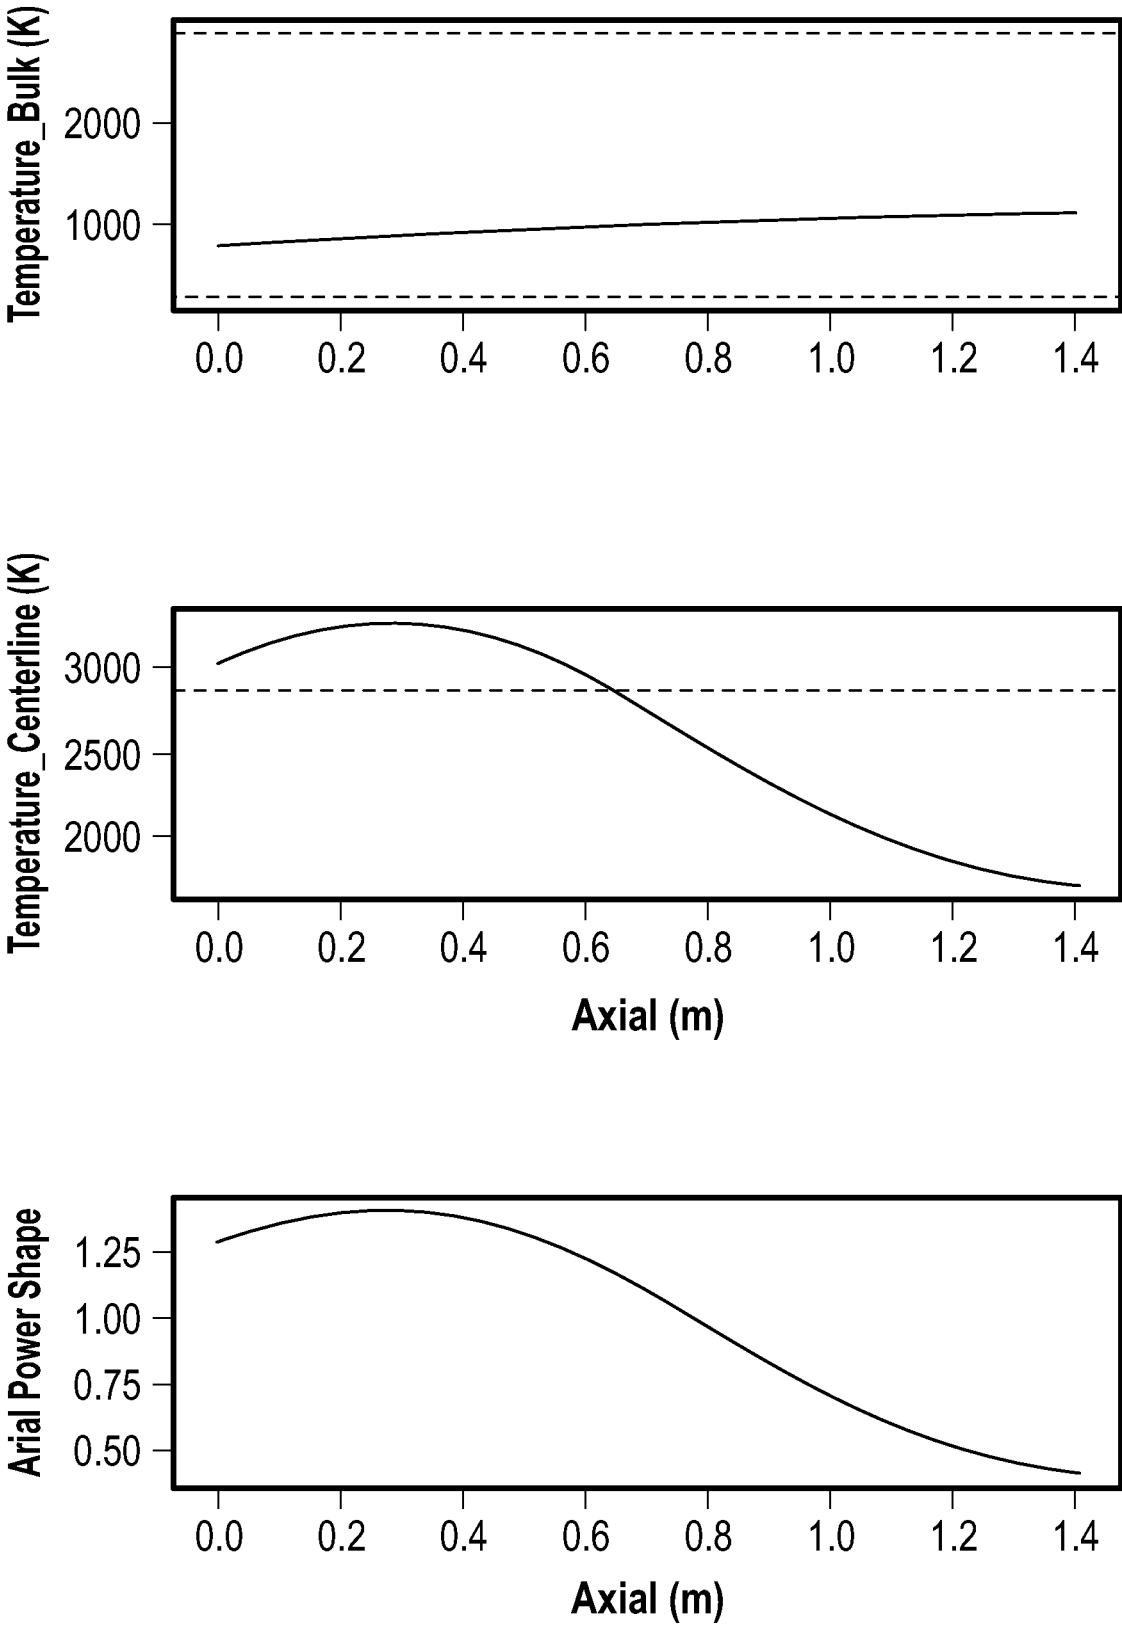 Temperature_Bulk (K)
2000
1000
0.0 0.2 0.4 0.6 0.8 1.0 1.2 1.4
Temperature_Centerline (K)
3000
2500
2000
0.0 0.2 0.4 0.6 0.8 1.0 1.2 1.4
Axial (m)
Arial Power Shape
1.25
1.00
0.75
0.50
0.0 0.2 0.4 0.6 0.8 1.0 1.2 1.4
Axial (m)